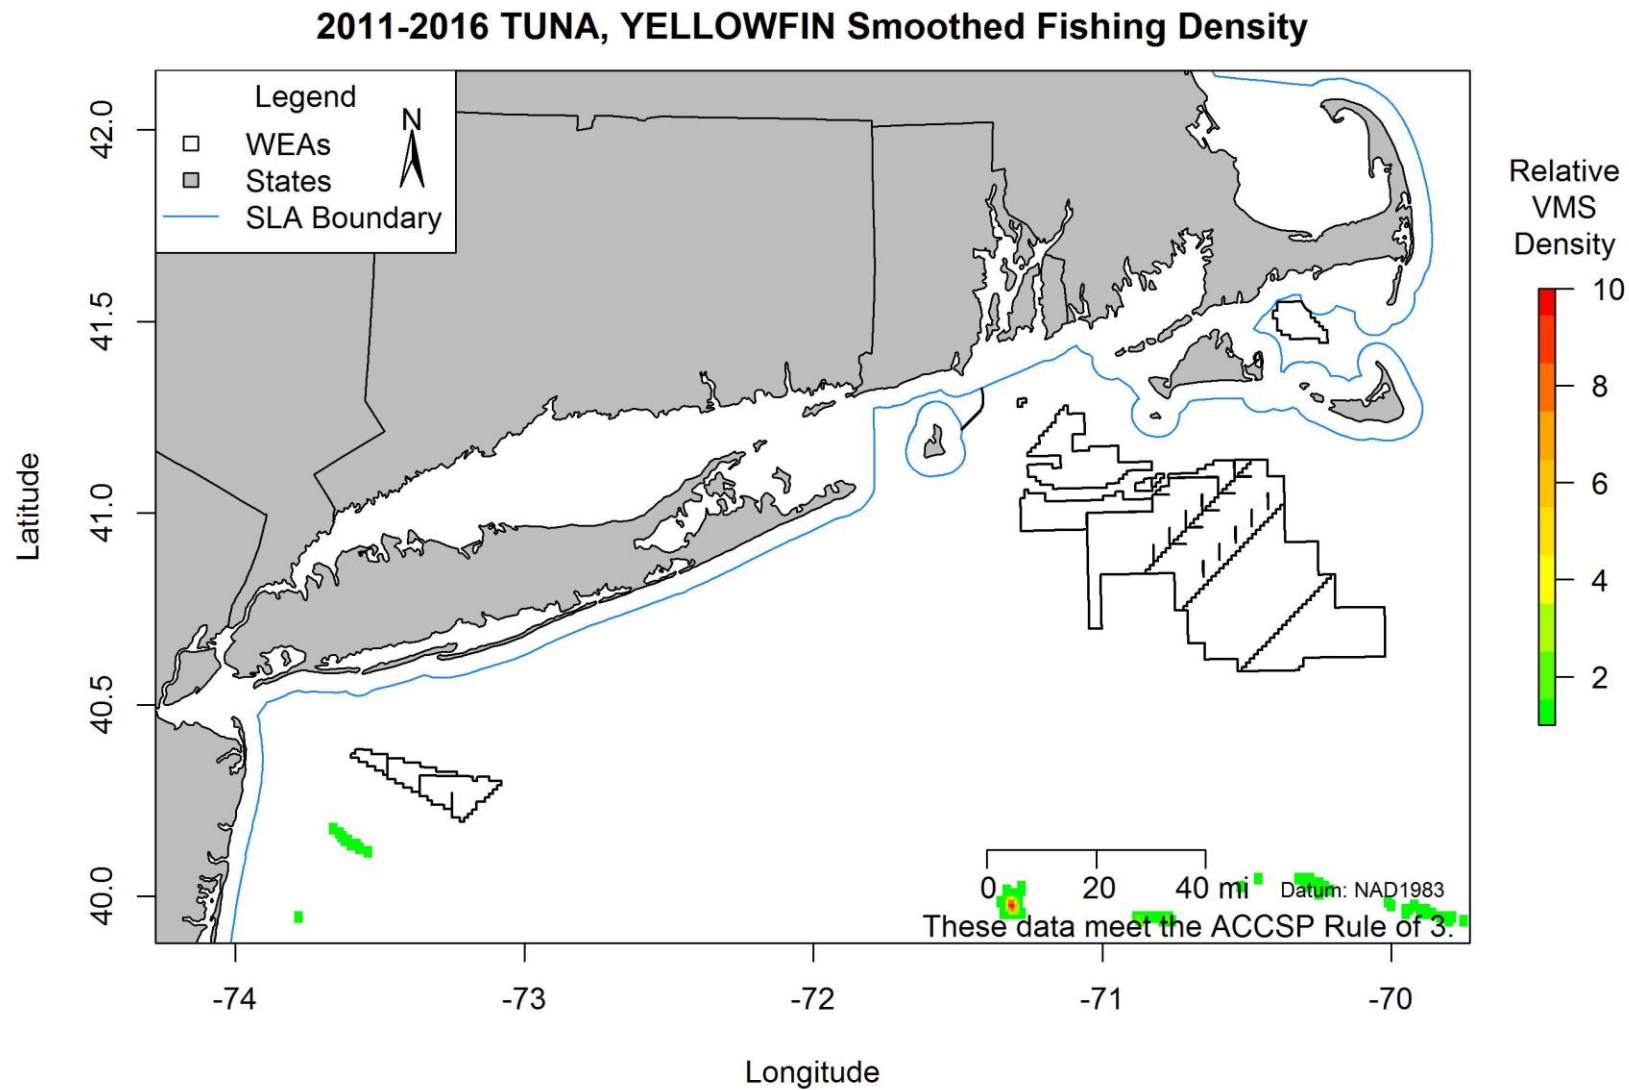 2011-2016 TUNA, YELLOWFIN Smoothed Fishing Density
Legend
N
WEAs
States
SLA Boundary
Relative
VMS
Density
10
8
6
4
2
Latitude
42.0
41.5
41.0
40.5
40.0
0 20 40 mi
Datum: NAD1983
These data meet the ACCSP Rule of 3.
-74 -73 -72 -71 -70
Longitude